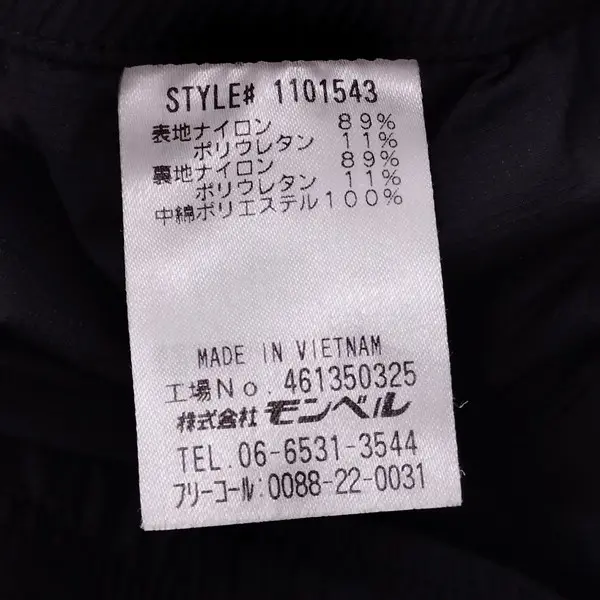 STYLE# 1101543
表地ナイロン 89%
ポリウレタン 11%
裏地ナイロン 89%
ポリウレタン 11%
中綿ポリエステル100%
MADE IN VIETNAM
工場No. 461350325
株式会社 モンベル
TEL. 06-6531-3544
フリーコール:0088-22-0031